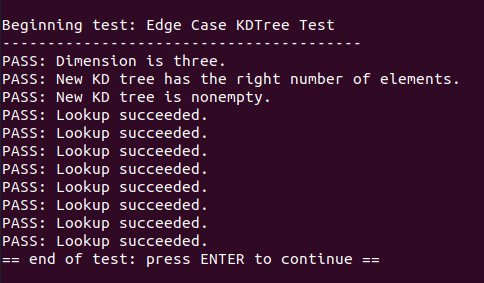 Beginning test: Edge Case KDTree Test
----------------------------------------
PASS: Dimension is three.
PASS: New KD tree has the right number of elements.
PASS: New KD tree is nonempty.
PASS: Lookup succeeded.
PASS: Lookup succeeded.
PASS: Lookup succeeded.
PASS: Lookup succeeded.
PASS: Lookup succeeded.
PASS: Lookup succeeded.
PASS: Lookup succeeded.
PASS: Lookup succeeded.
== end of test: press ENTER to continue ==